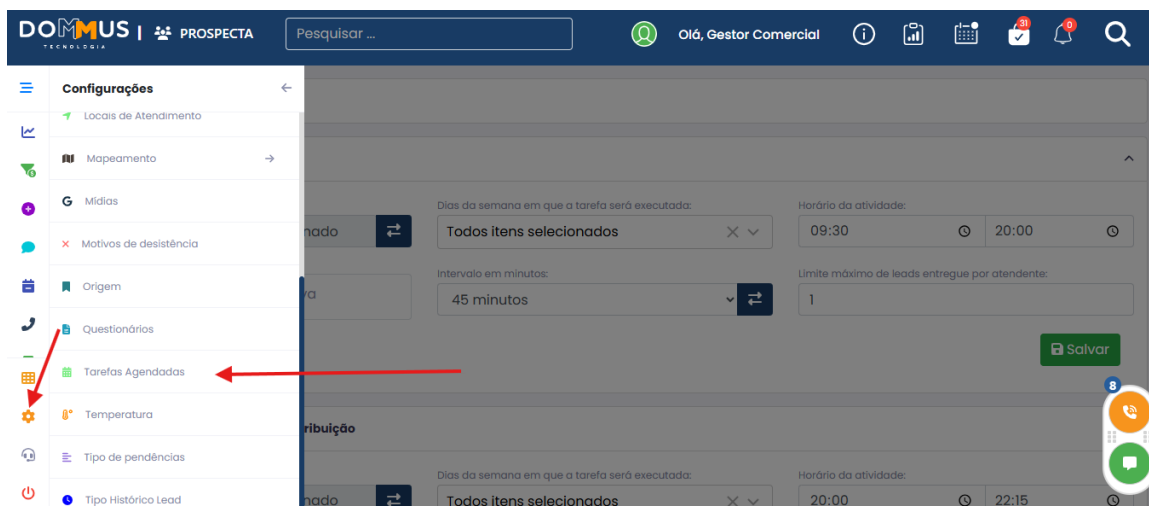 DOMMUS | PROSPECTA
TECNOLOGIA
Pesquisar ...
Olá, Gestor Comercial
31
0
Configurações
Locais de Atendimento
Mapeamento
Mídias
Motivos de desistência
Origem
Questionários
Tarefas Agendadas
Temperatura
Tipo de pendências
Tipo Histórico Lead
Dias da semana em que a tarefa será executada:
Horário da atividade:
nado
Todos itens selecionados
09:30
20:00
Intervalo em minutos:
Limite máximo de leads entregue por atendente:
va
45 minutos
1
Salvar
8
ribuição
Dias da semana em que a tarefa será executada:
Horário da atividade:
nado
Todos itens selecionados
20:00
22:15